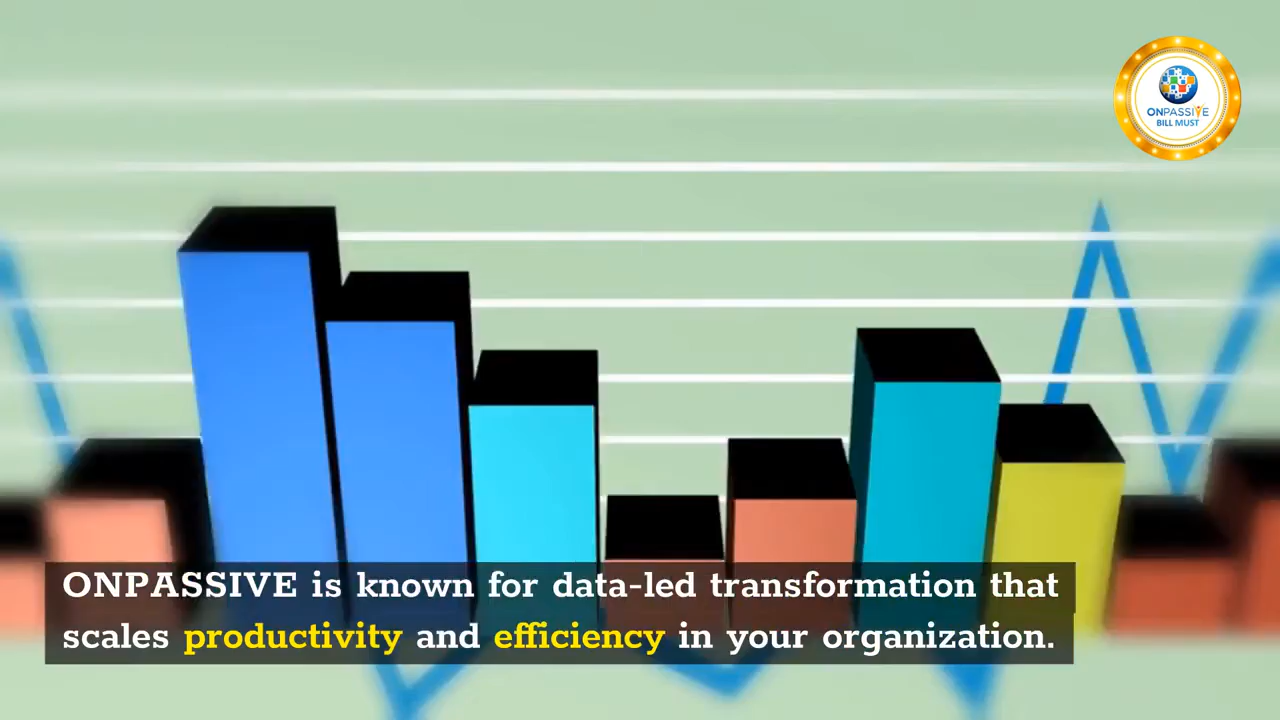 ONPASSIVE
BILL MUST
ONPASSIVE is known for data-led transformation that
scales productivity and efficiency in your organization.